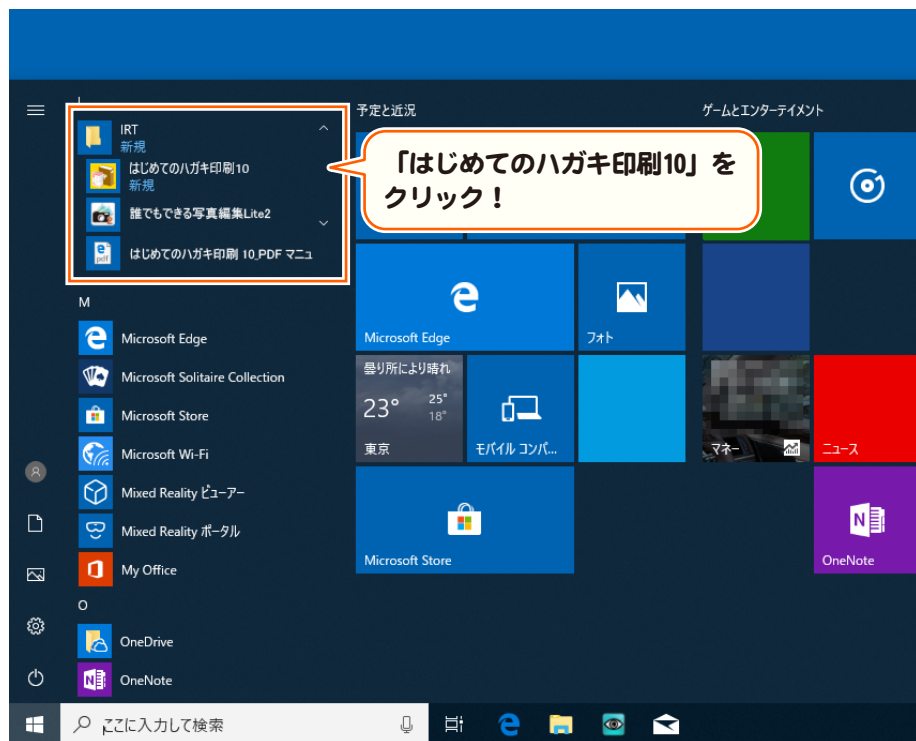 IRT
新規
はじめてのハガキ印刷10
新規
誰でもできる写真編集Lite2
はじめてのハガキ印刷 10_PDF マニュ
M
Microsoft Edge
Microsoft Solitaire Collection
Microsoft Store
Microsoft Wi-Fi
Mixed Reality ビューアー
Mixed Reality ポータル
My Office
O
OneDrive
OneNote
予定と近況
ゲームとエンターテイメント
「はじめてのハガキ印刷10」を
クリック！
Microsoft Edge
フォト
曇り所により晴れ
23° 25°
18°
東京
モバイル コンパ...
マネー
ニュース
Microsoft Store
OneNote
ここに入力して検索